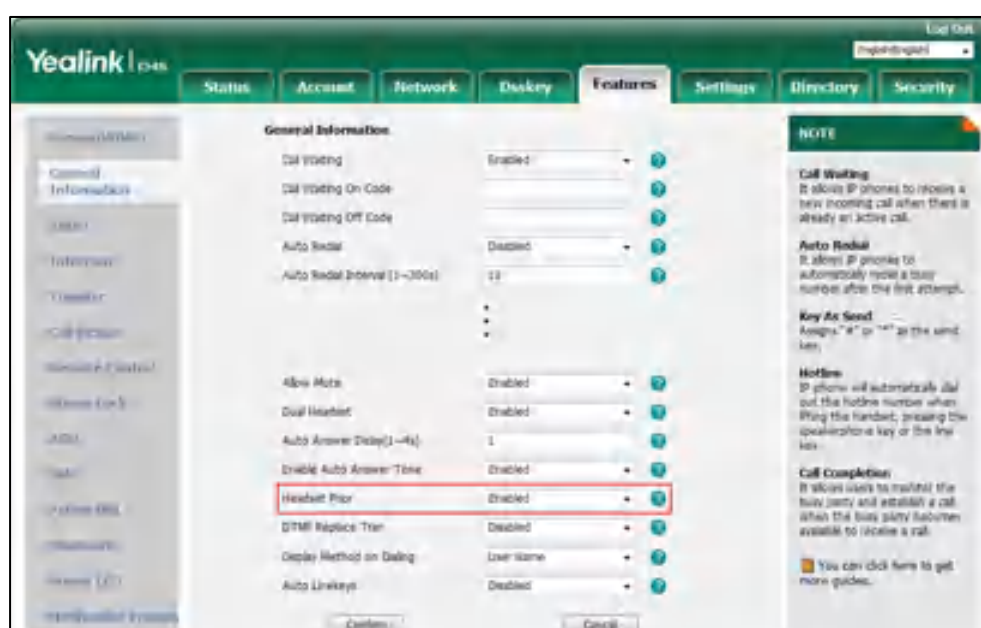 Log Out
Yealink
Status
Account
Network
Dsskey
Features
Settings
Directory
Security
General Information
NOTE
General
Information
Call Waiting
Enabled
Call Waiting On Code
Call Waiting Off Code
Auto Redial
Disabled
Auto Redial Interval (1~300s)
10
Allow Mute
Enabled
Dual Headset
Enabled
Auto Answer Delay(1~4s)
1
Enable Auto Answer Tone
Enabled
Headset Prior
Enabled
DTMF Replace Tran
Disabled
Display Method on Dialing
User Name
Auto Linekeys
Disabled
Confirm
Cancel
Call Waiting
It allows IP phones to receive a
new incoming call when there is
already an active call.
Auto Redial
It allows IP phones to
automatically redial a busy
number after the first attempt.
Key As Send
Assigns "#" or "*" as the send
key.
Hotline
IP phone will automatically dial
out the hotline number when
lifting the handset, pressing the
speakerphone key or the line
key.
Call Completion
It allows users to monitor the
busy party and establish a call
when the busy party becomes
available to receive a call.
You can click here to get
more guides.